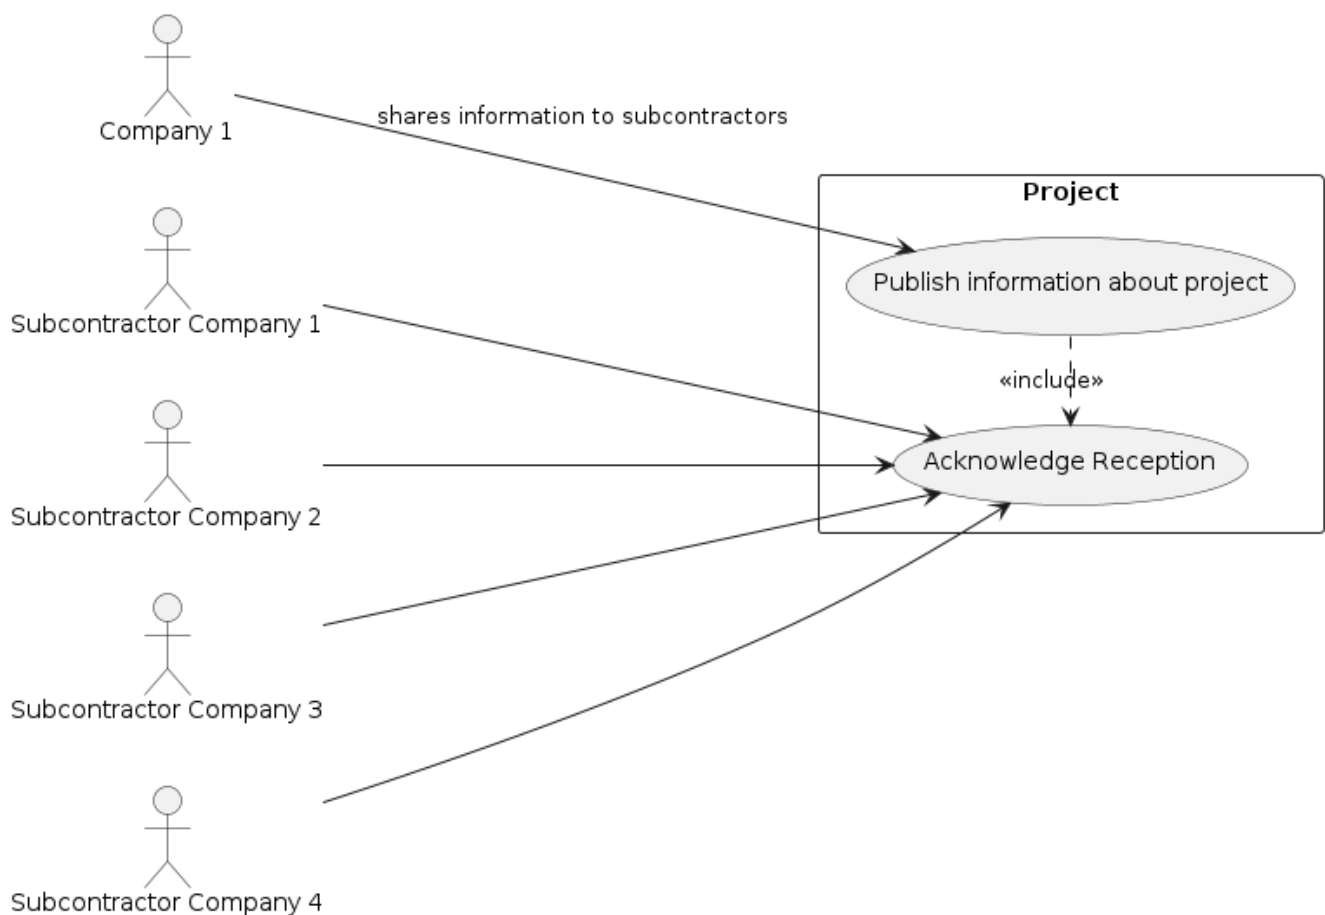 Company 1
shares information to subcontractors
Project
Subcontractor Company 1
Publish information about project
«include»
Subcontractor Company 2
Acknowledge Reception
Subcontractor Company 3
Subcontractor Company 4